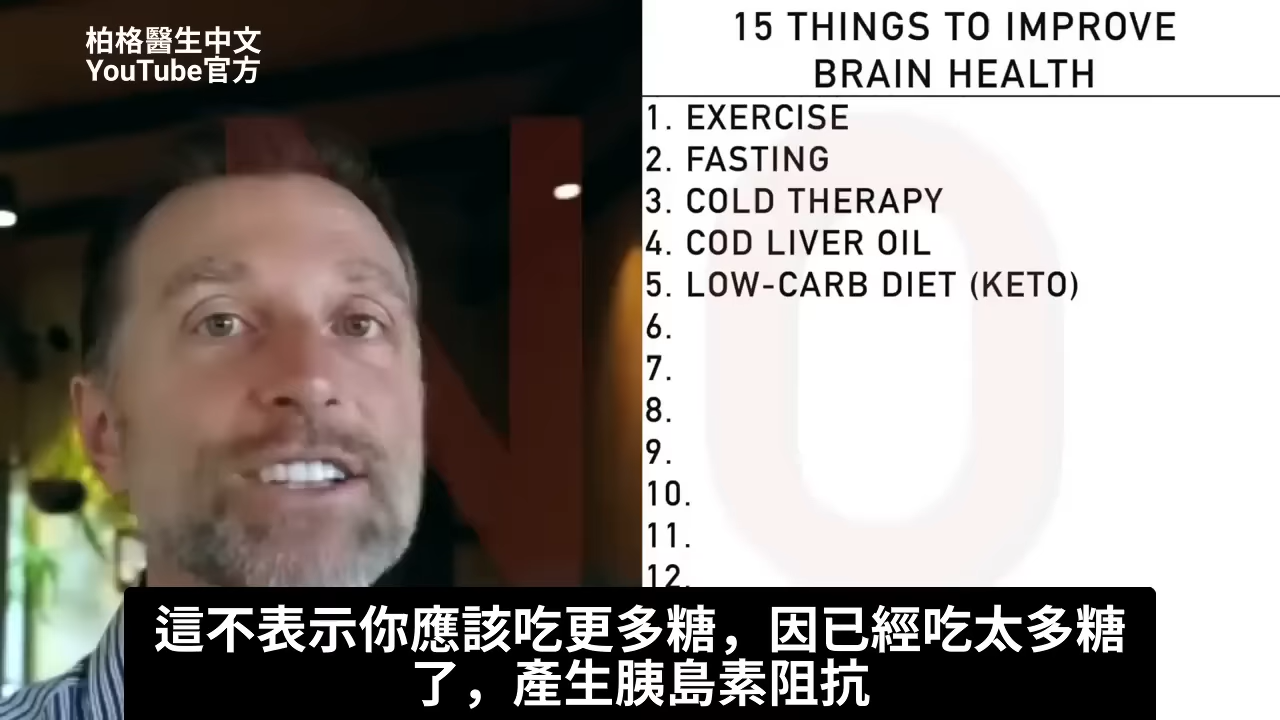 柏格醫生中文
YouTube官方
15 THINGS TO IMPROVE
BRAIN HEALTH
1. EXERCISE
2. FASTING
3. COLD THERAPY
4. COD LIVER OIL
5. LOW-CARB DIET (KETO)
6.
7.
8.
9.
10.
11.
12.
這不表示你應該吃更多糖，因已經吃太多糖
了，產生胰島素阻抗